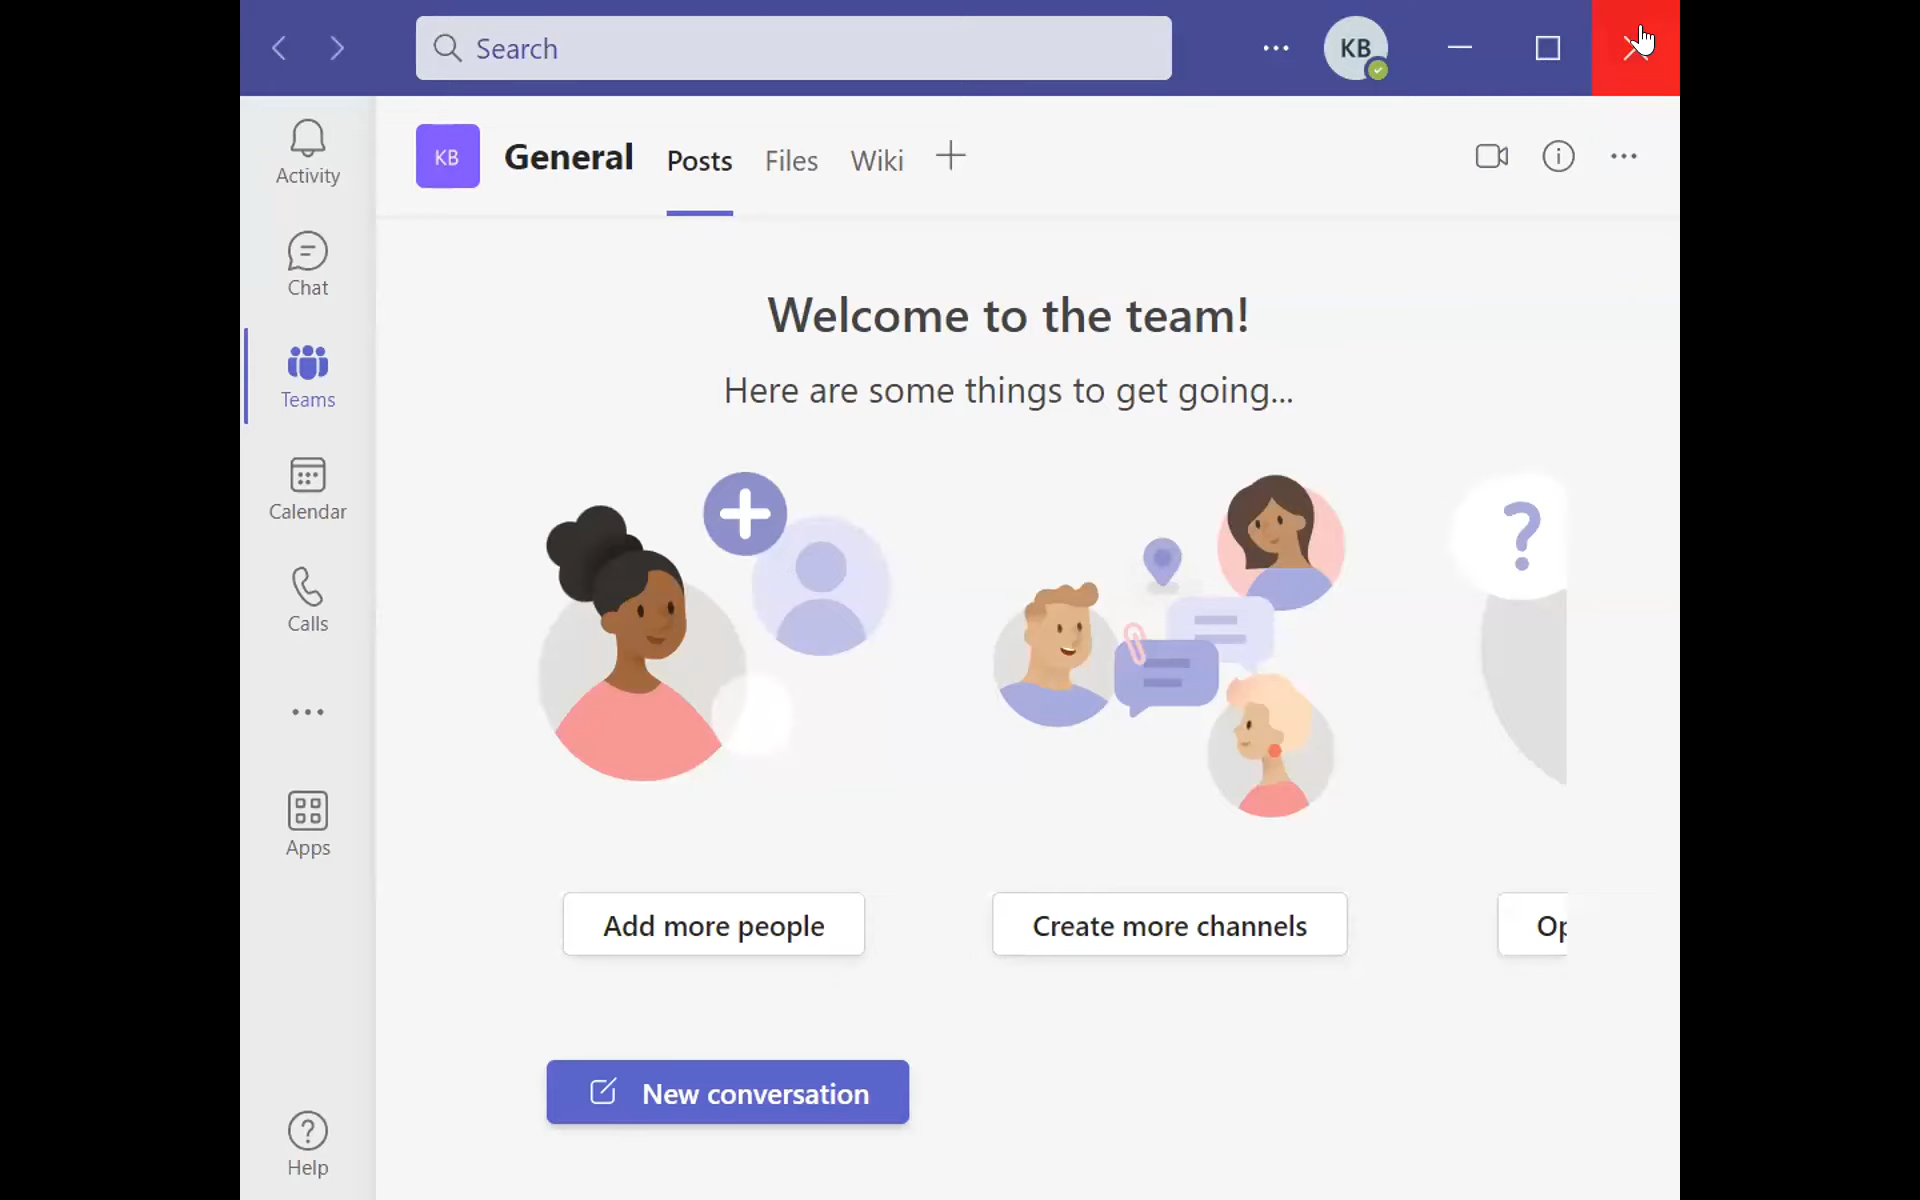 Search
KB
Activity
Chat
Teams
Calendar
Calls
Apps
Help
KB
General
Posts
Files
Wiki
Welcome to the team!
Here are some things to get going...
Add more people
Create more channels
New conversation